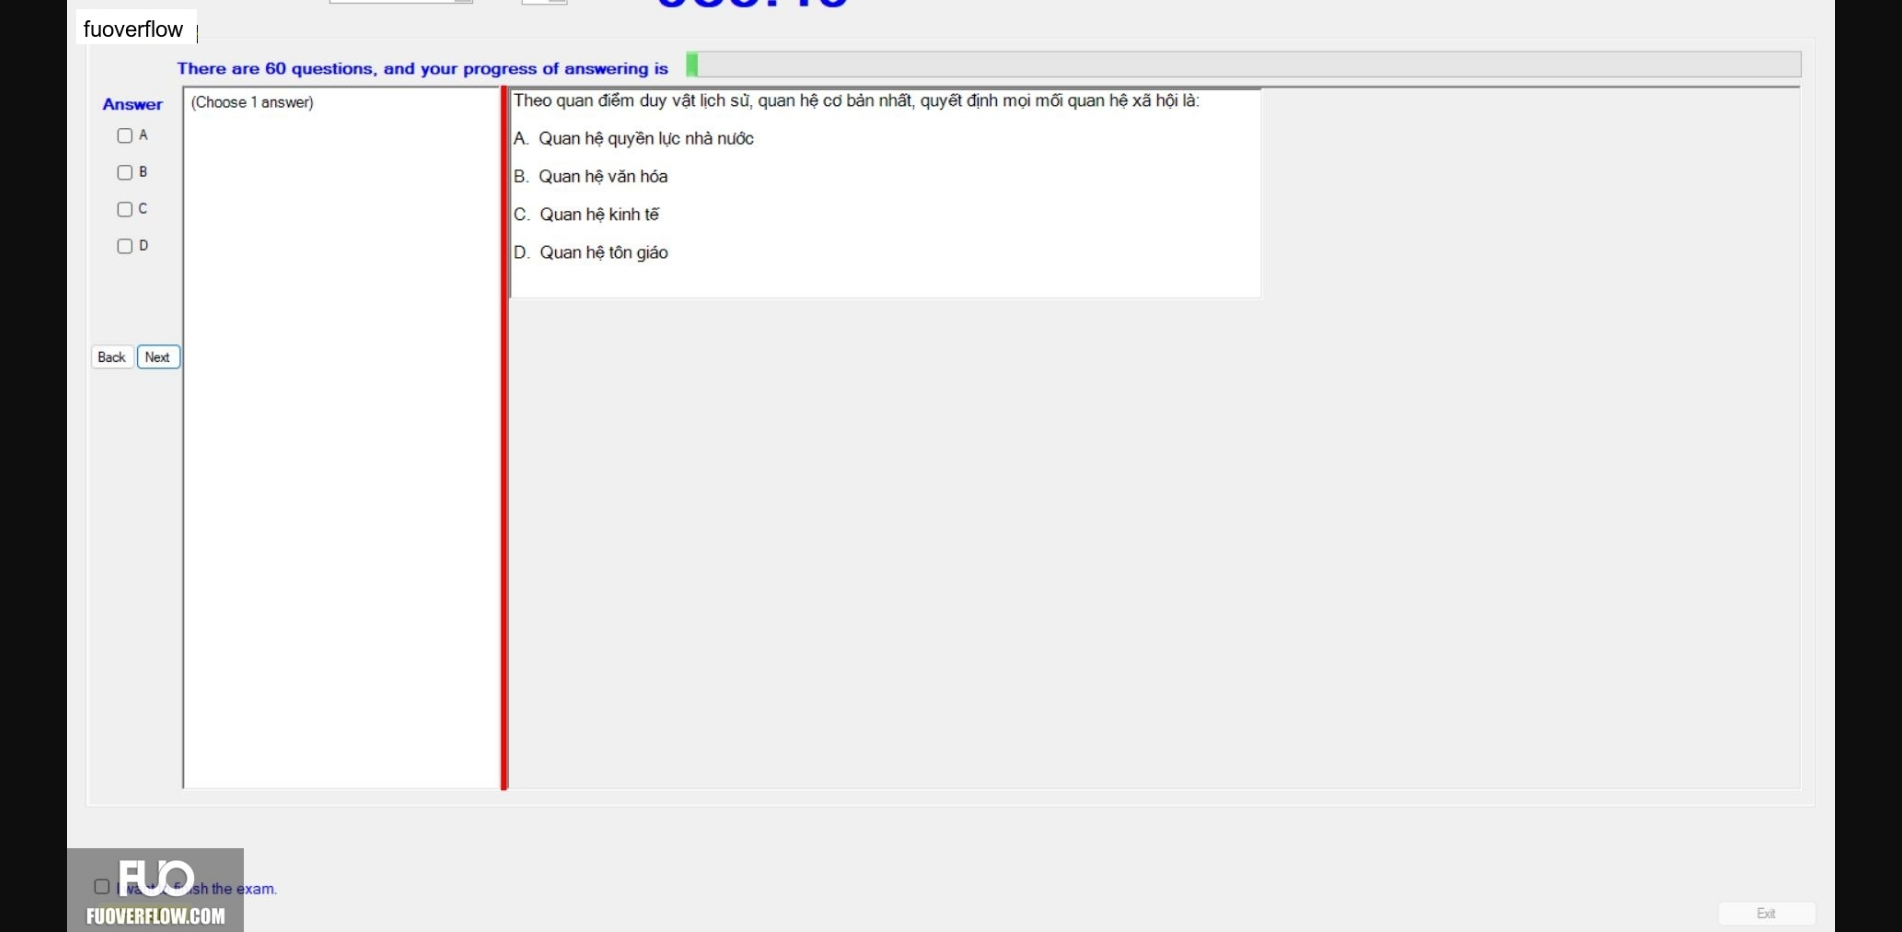 fuoverflow
There are 60 questions, and your progress of answering is
Answer
(Choose 1 answer)
A
B
C
D
Back
Next
Theo quan điểm duy vật lịch sử, quan hệ cơ bản nhất, quyết định mọi mối quan hệ xã hội là:
A. Quan hệ quyền lực nhà nước
B. Quan hệ văn hóa
C. Quan hệ kinh tế
D. Quan hệ tôn giáo
FUO
I want finish the exam.
FUOVERFLOW.COM
Exit